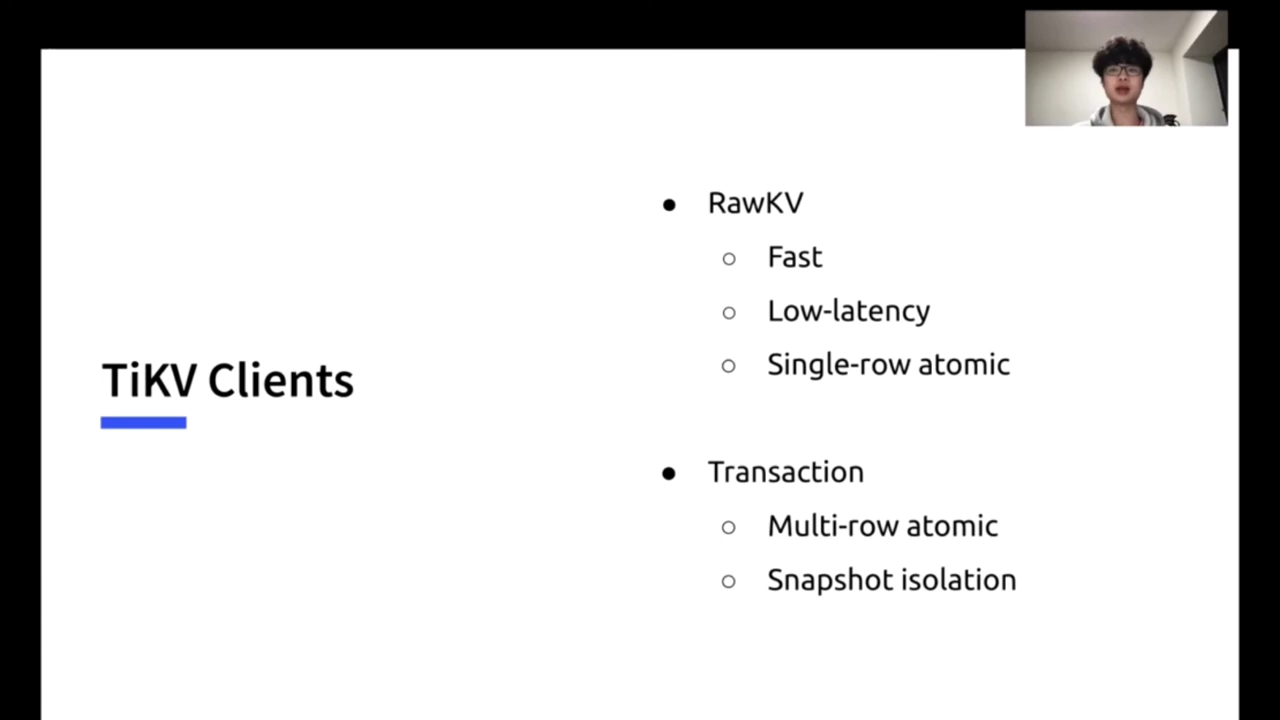 TiKV Clients
RawKV
Fast
Low-latency
Single-row atomic
Transaction
Multi-row atomic
Snapshot isolation